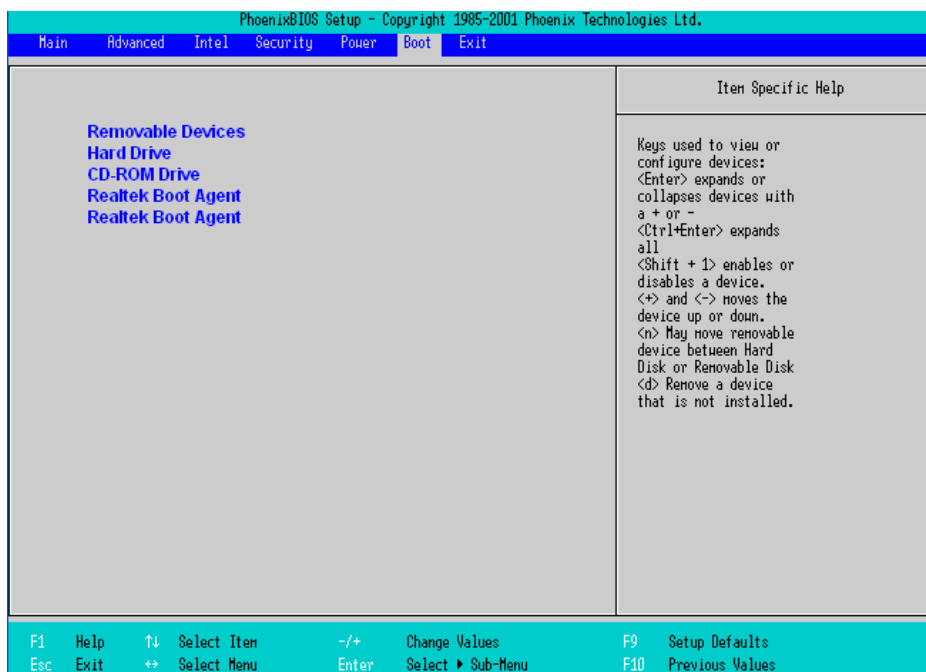 PhoenixBIOS Setup - Copyright 1985-2001 Phoenix Technologies Ltd.
Main Advanced Intel Security Power Boot Exit
Removable Devices
Hard Drive
CD-ROM Drive
Realtek Boot Agent
Realtek Boot Agent
Item Specific Help
Keys used to view or
configure devices:
<Enter> expands or
collapses devices with
a + or -
<Ctrl+Enter> expands
all
<Shift + 1> enables or
disables a device.
<+> and <-> moves the
device up or down.
<n> May move removable
device between Hard
Disk or Removable Disk
<d> Remove a device
that is not installed.
F1 Help ↑↓ Select Item -/+ Change Values F9 Setup Defaults
Esc Exit ↔ Select Menu Enter Select ▶ Sub-Menu F10 Previous Values